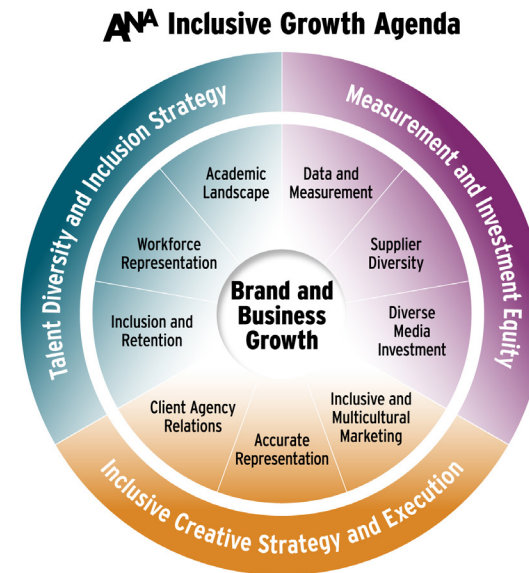 ANA Inclusive Growth Agenda
Talent Diversity and Inclusion Strategy
Measurement and Investment Equity
Inclusive Creative Strategy and Execution
Academic
Landscape
Data and
Measurement
Workforce
Representation
Supplier
Diversity
Inclusion and
Retention
Brand and
Business
Growth
Diverse
Media
Investment
Client Agency
Relations
Accurate
Representation
Inclusive and
Multicultural
Marketing